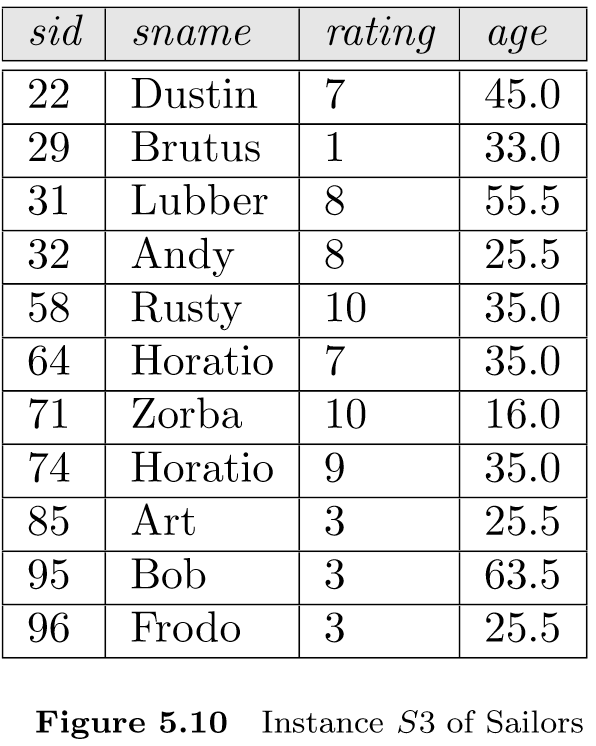 sid sname rating age
22 Dustin 7 45.0
29 Brutus 1 33.0
31 Lubber 8 55.5
32 Andy 8 25.5
58 Rusty 10 35.0
64 Horatio 7 35.0
71 Zorba 10 16.0
74 Horatio 9 35.0
85 Art 3 25.5
95 Bob 3 63.5
96 Frodo 3 25.5
Figure 5.10 Instance S3 of Sailors